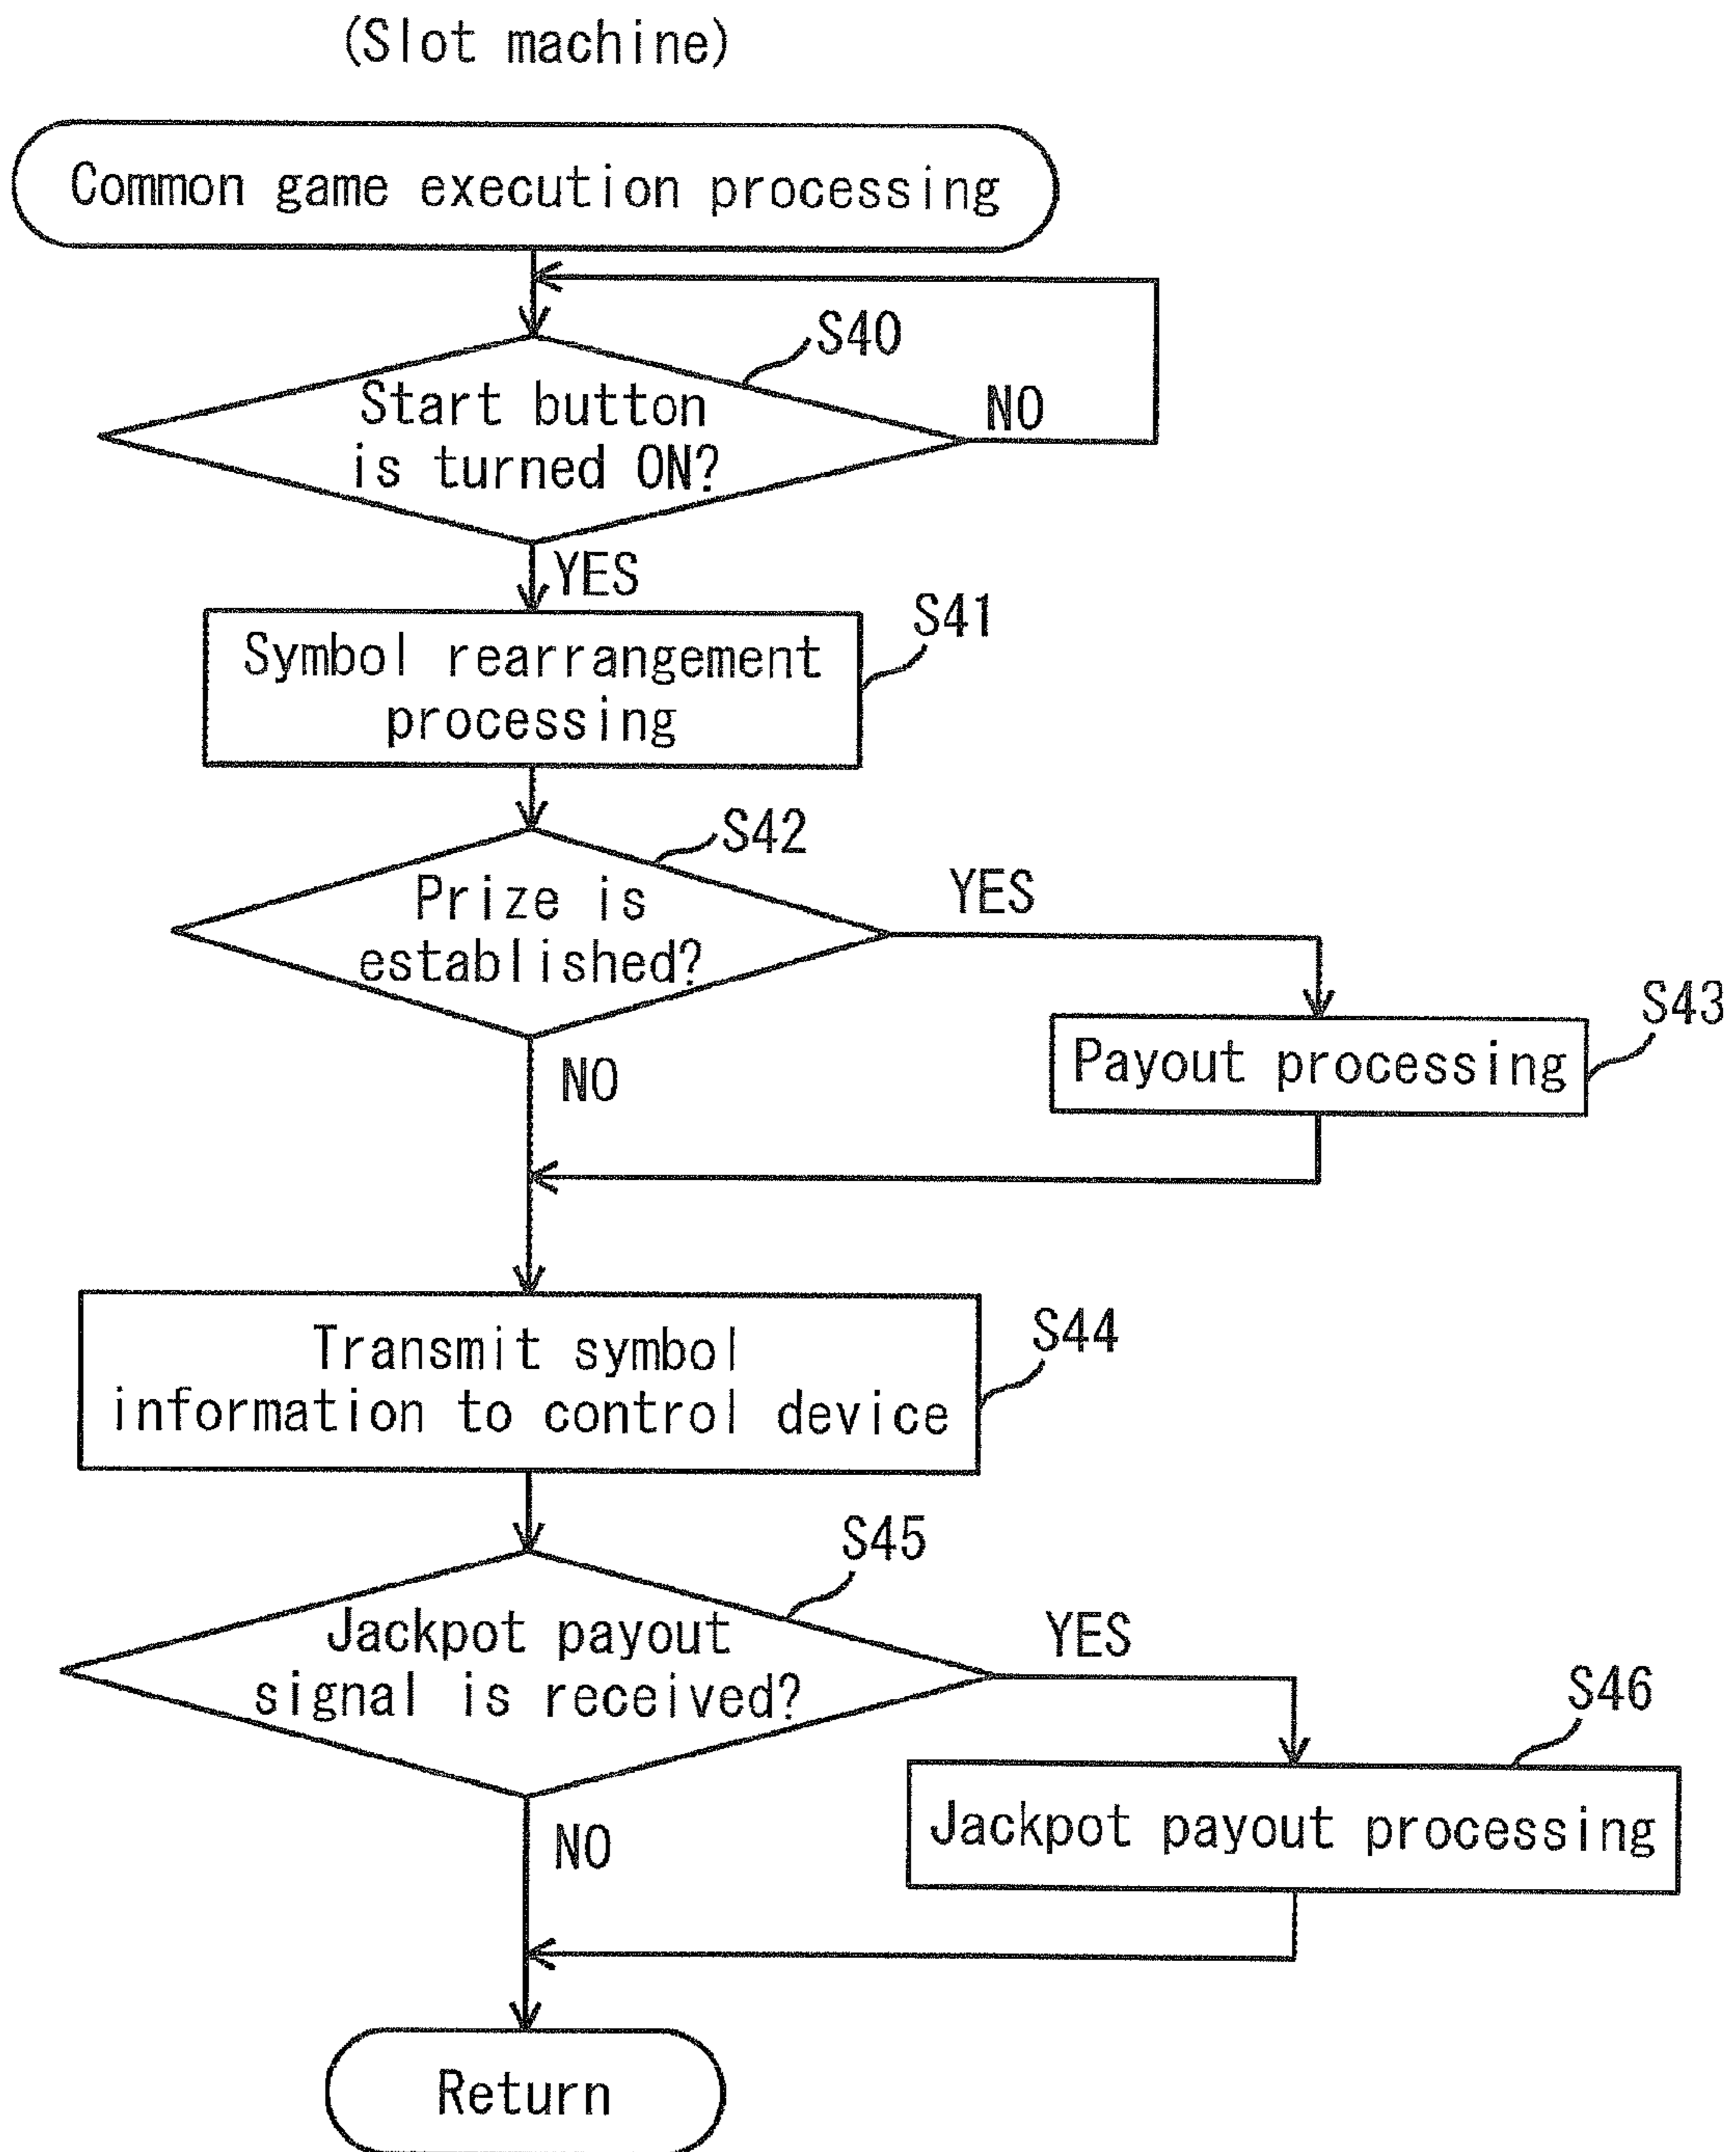 (Slot machine)
Common game execution processing
S40
Start button
is turned ON?
NO
YES
S41
Symbol rearrangement
processing
S42
Prize is
established?
YES
NO
S43
Payout processing
S44
Transmit symbol
information to control device
S45
Jackpot payout
signal is received?
YES
NO
S46
Jackpot payout processing
Return